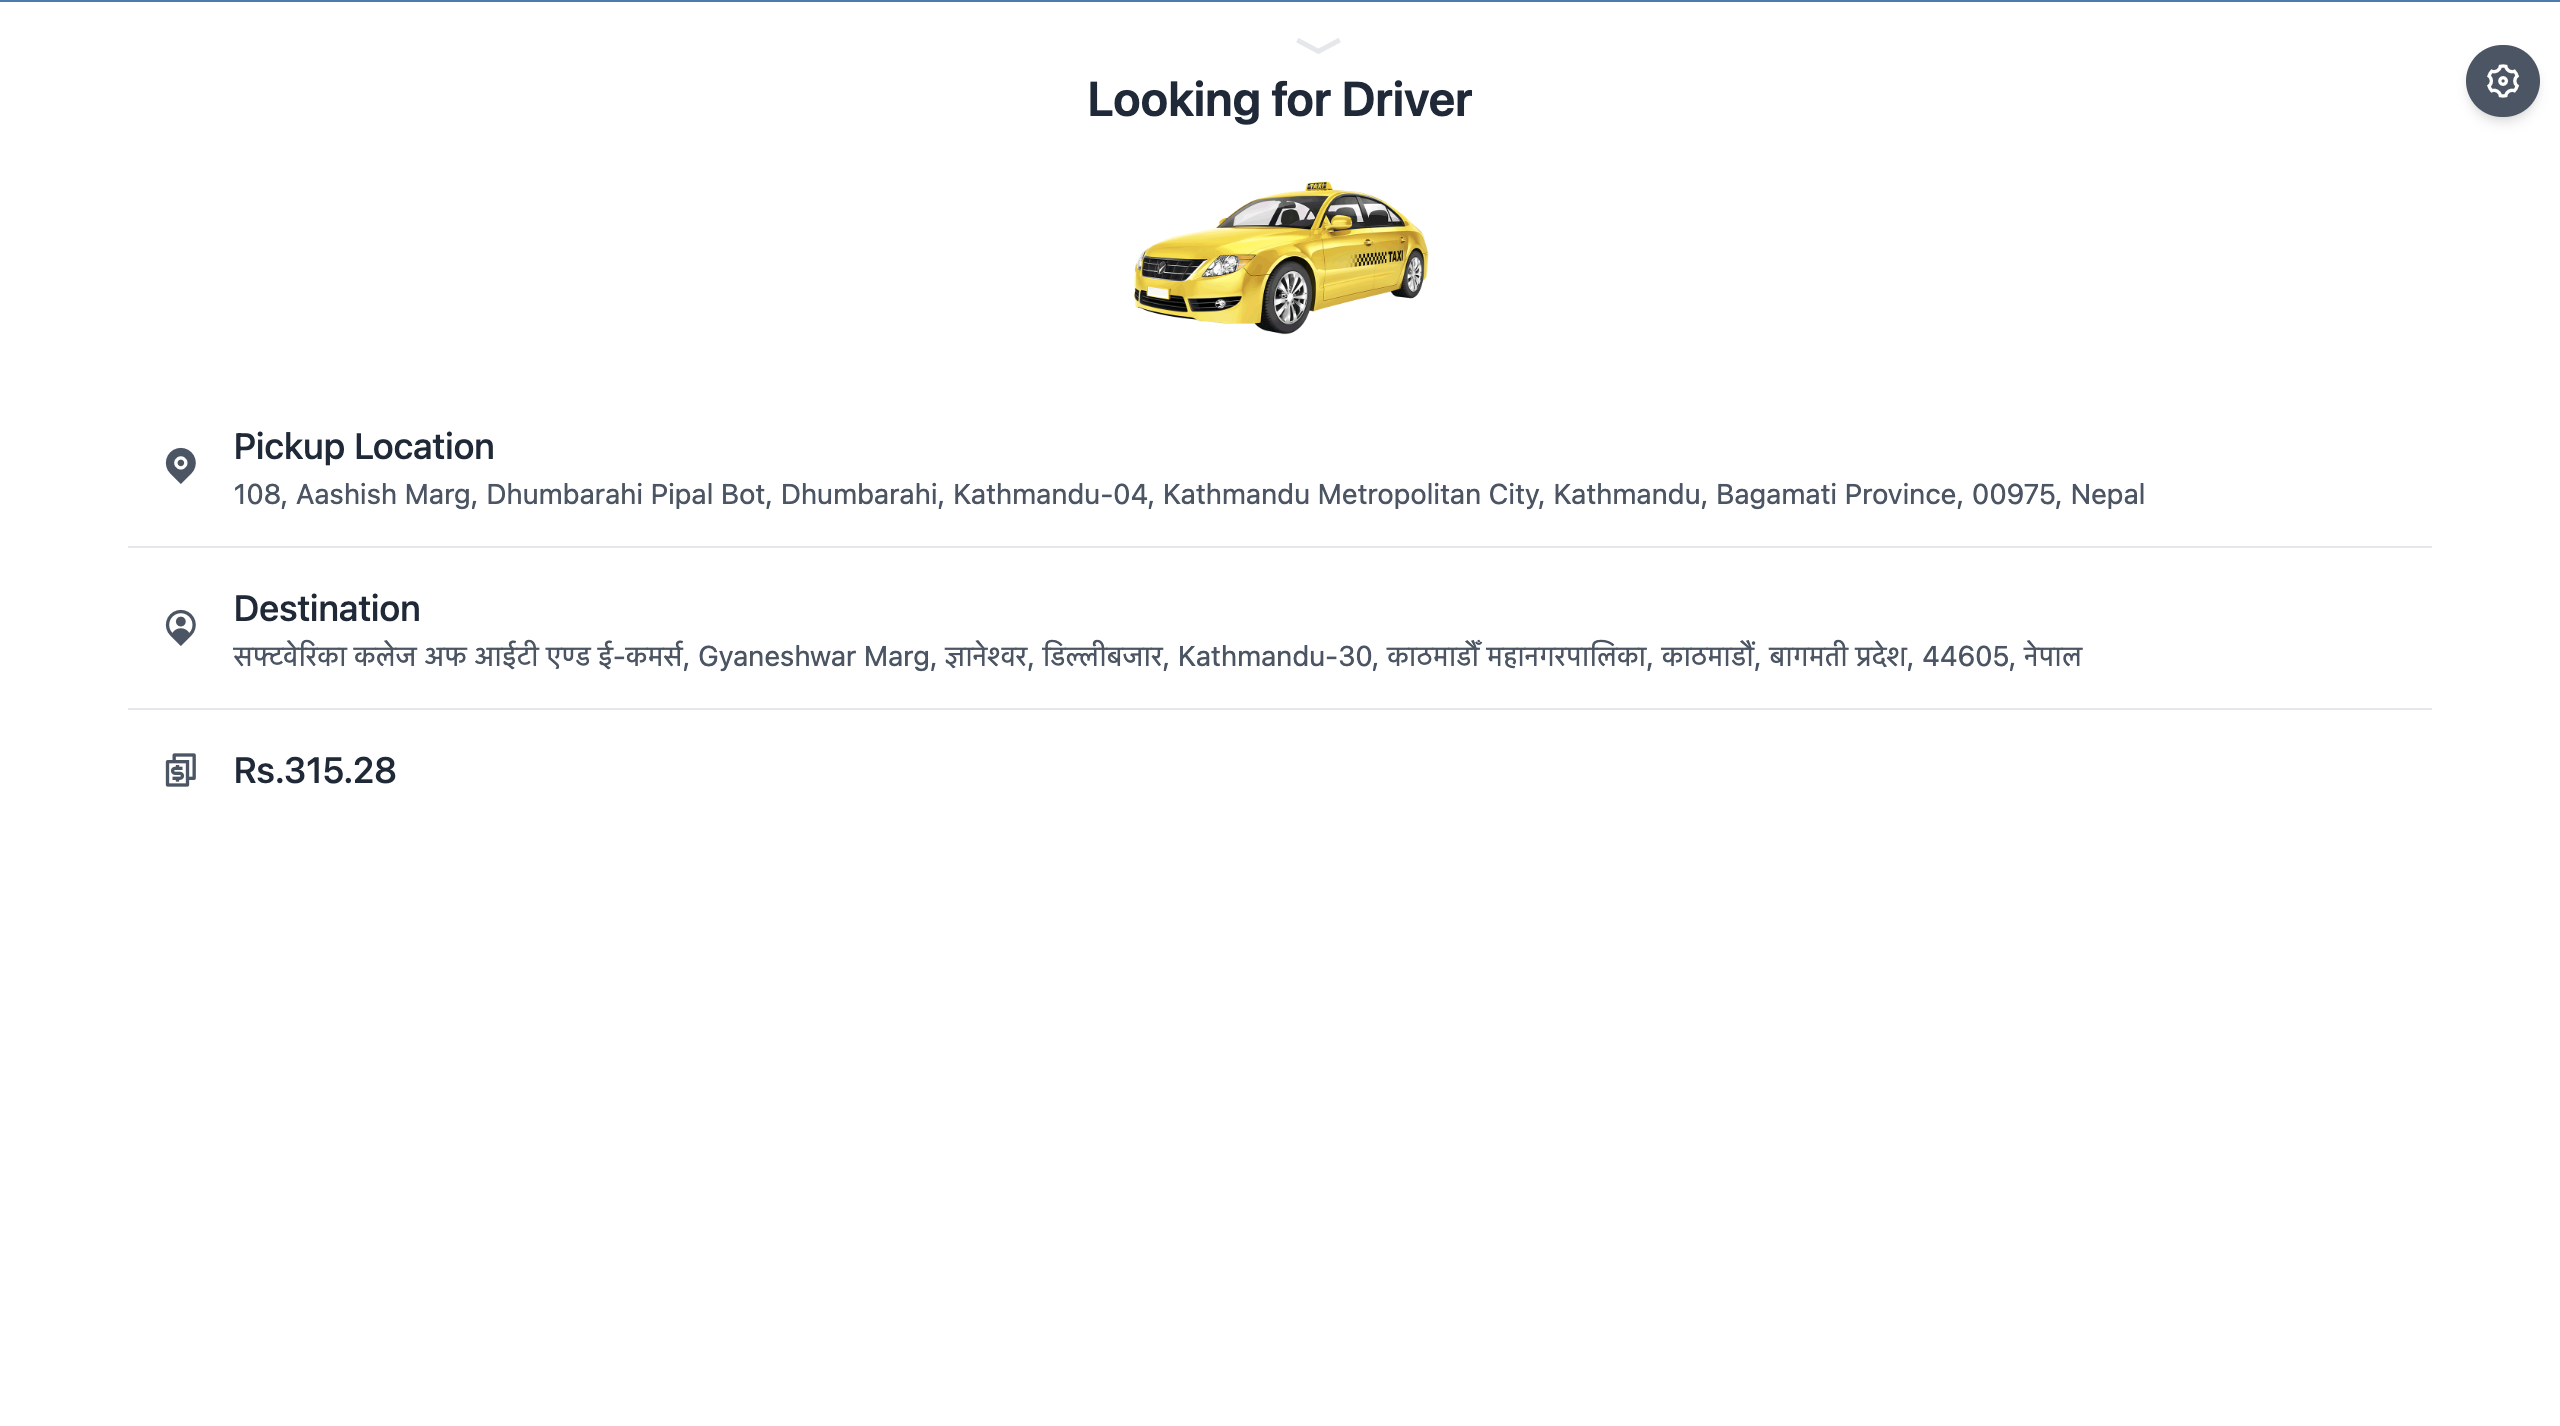 Looking for Driver
TAXI
TAXI
Pickup Location
108, Aashish Marg, Dhumbarahi Pipal Bot, Dhumbarahi, Kathmandu-04, Kathmandu Metropolitan City, Kathmandu, Bagamati Province, 00975, Nepal
Destination
सफ्टवेरिका कलेज अफ आईटी एण्ड ई-कमर्स, Gyaneshwar Marg, ज्ञानेश्वर, डिल्लीबजार, Kathmandu-30, काठमाडौँ महानगरपालिका, काठमाडौं, बागमती प्रदेश, 44605, नेपाल
Rs.315.28